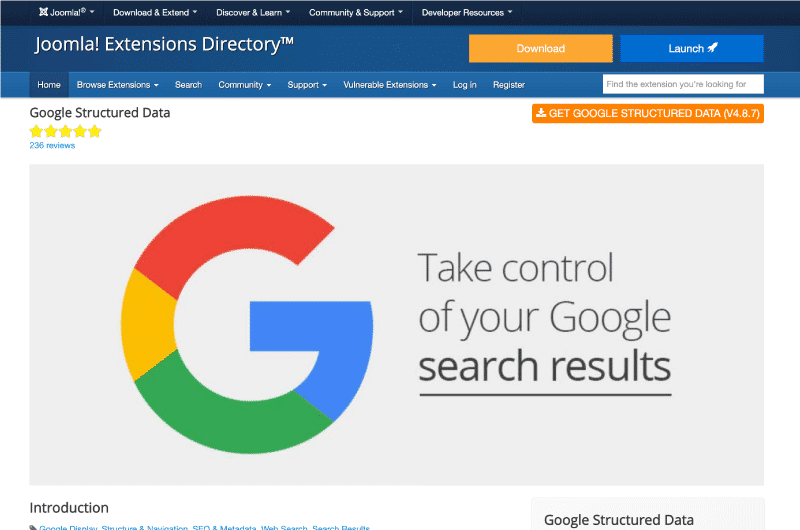 Joomla!® Download & Extend Discover & Learn Community & Support Developer Resources
Joomla! Extensions Directory™
Download Launch
Home Browse Extensions Search Community Support Vulnerable Extensions Log in Register Find the extension you're looking for
Google Structured Data
GET GOOGLE STRUCTURED DATA (V4.8.7)
236 reviews
Take control
of your Google
search results
Introduction
Google Display, Structure & Navigation, SEO & Metadata, Web Search, Search Results
Google Structured Data